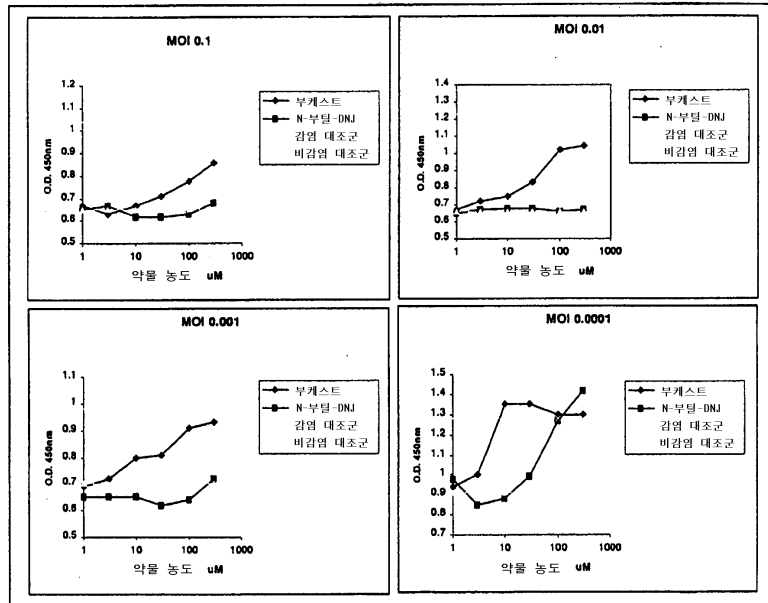 MOI 0.1
1.2
1.1
1
0.9
0.8
0.7
0.6
0.5
O.D. 450nm
1
10
100
1000
약물 농도 uM
부케스트
N-부틸-DNJ
감염 대조군
비감염 대조군
MOI 0.01
1.4
1.3
1.2
1.1
1
0.9
0.8
0.7
0.6
0.5
O.D. 450nm
1
10
100
1000
약물 농도 uM
부케스트
N-부틸-DNJ
감염 대조군
비감염 대조군
MOI 0.001
1.1
1
0.9
0.8
0.7
0.6
0.5
O.D. 450nm
1
10
100
1000
약물 농도 uM
부케스트
N-부틸-DNJ
감염 대조군
비감염 대조군
MOI 0.0001
1.5
1.4
1.3
1.2
1.1
1
0.9
0.8
0.7
O.D. 450nm
1
10
100
1000
약물 농도 uM
부케스트
N-부틸-DNJ
감염 대조군
비감염 대조군